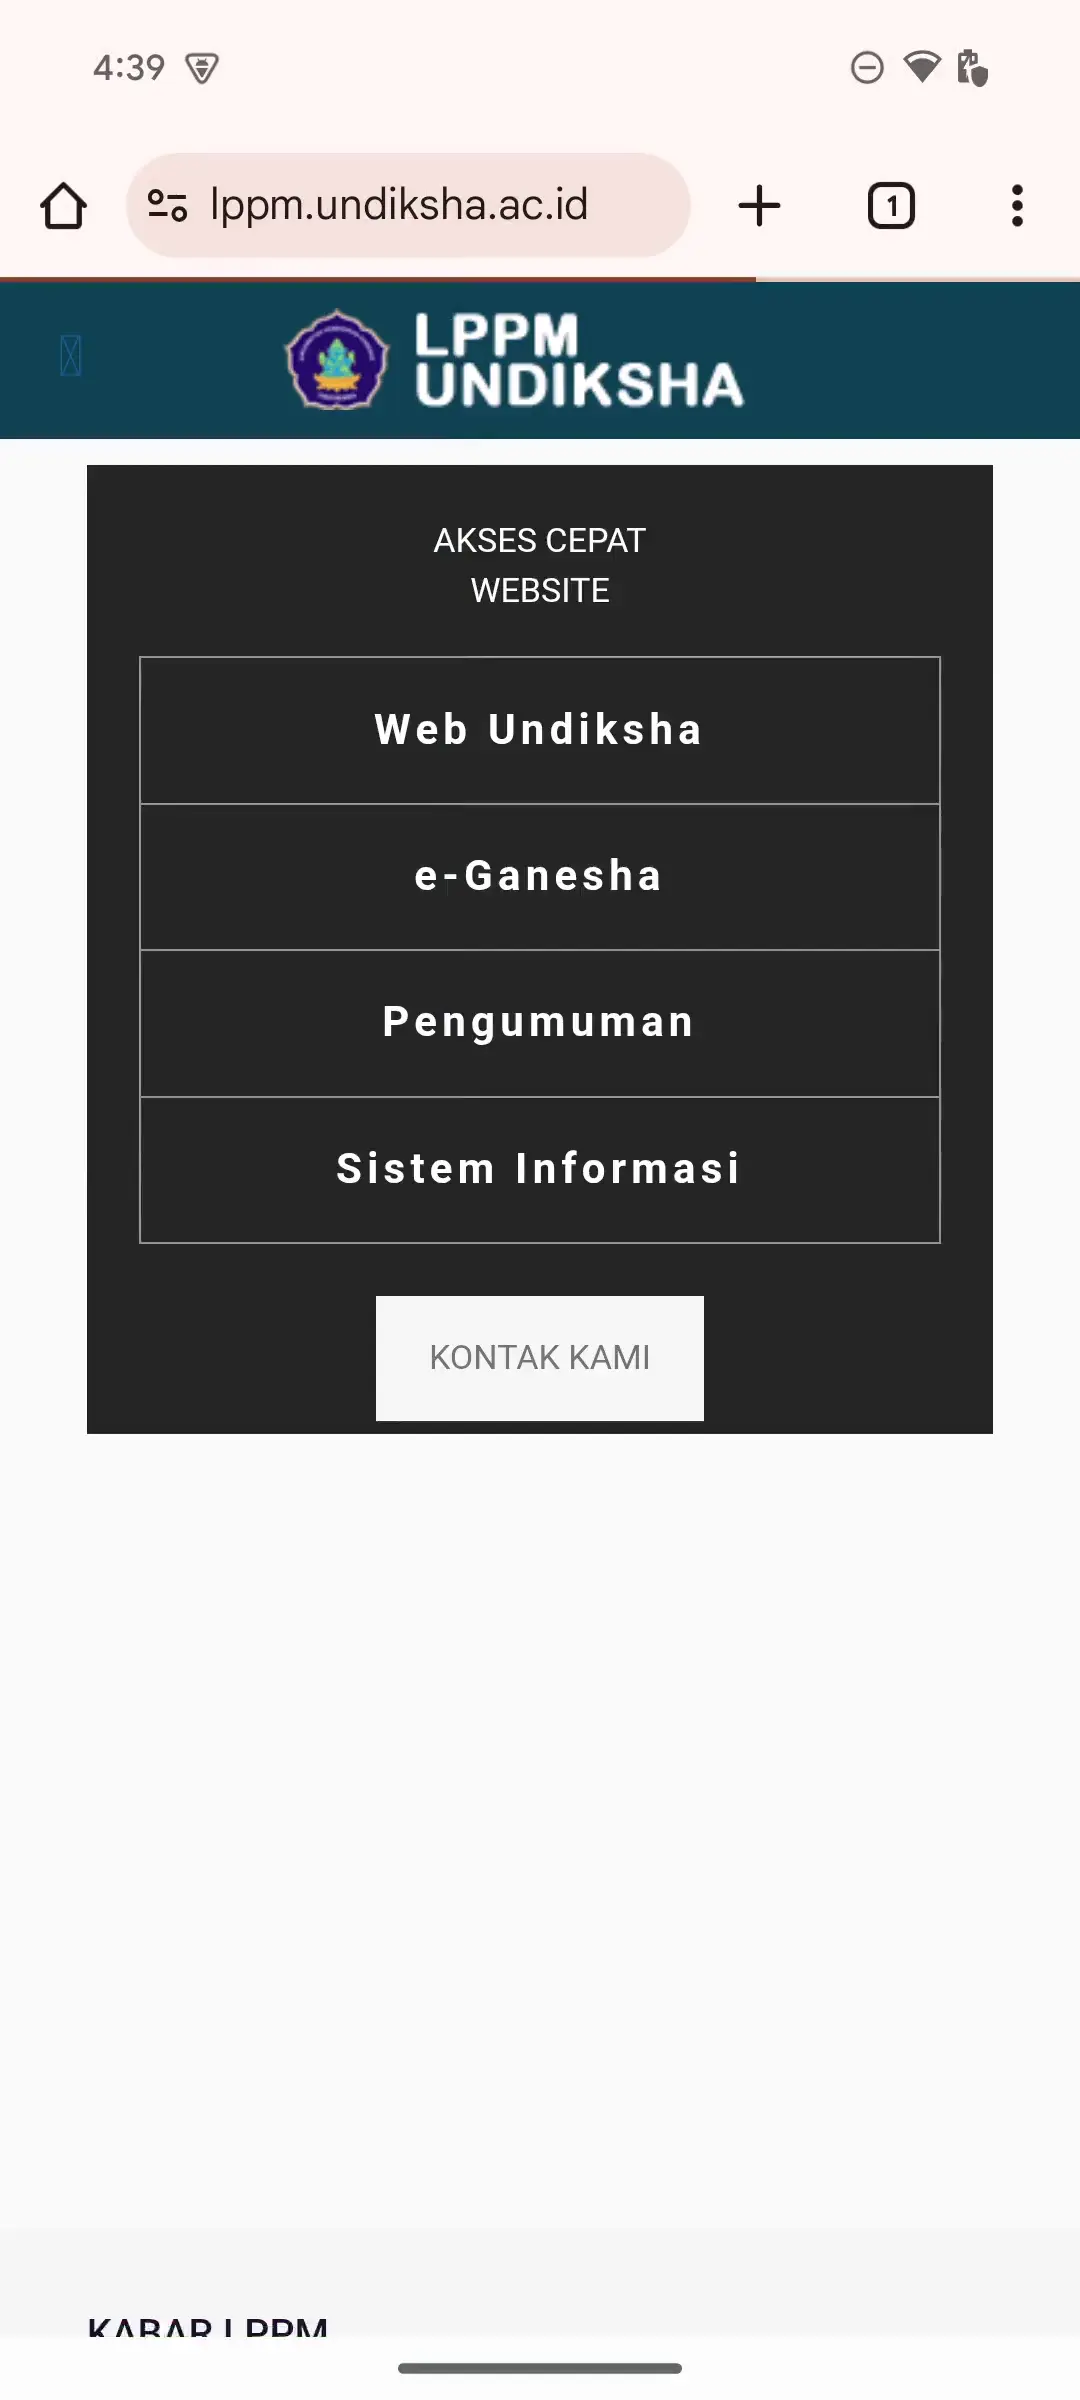 4:39
lppm.undiksha.ac.id
1
LPPM
UNDIKSHA
AKSES CEPAT
WEBSITE
Web Undiksha
e-Ganesha
Pengumuman
Sistem Informasi
KONTAK KAMI
KABAR LPPM